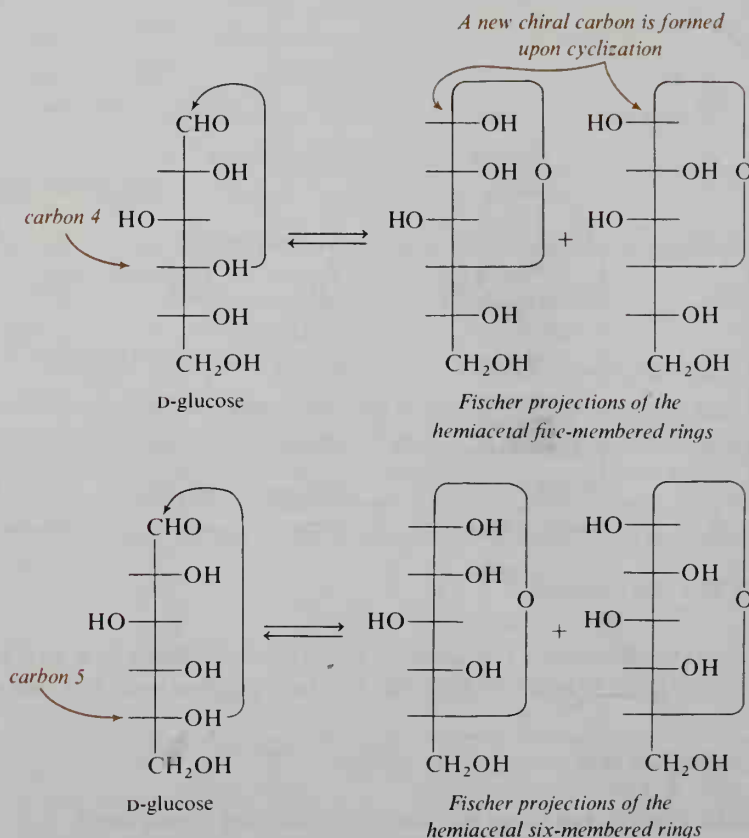 A new chiral carbon is formed
upon cyclization
CHO
OH
HO
carbon 4
OH
OH
CH₂OH
D-glucose
OH
OH O
HO
OH
CH₂OH
+
HO
OH O
HO
OH
CH₂OH
Fischer projections of the
hemiacetal five-membered rings
CHO
OH
HO
OH
carbon 5
OH
CH₂OH
D-glucose
OH
OH
O
HO
OH
CH₂OH
+
HO
OH
O
HO
OH
CH₂OH
Fischer projections of the
hemiacetal six-membered rings